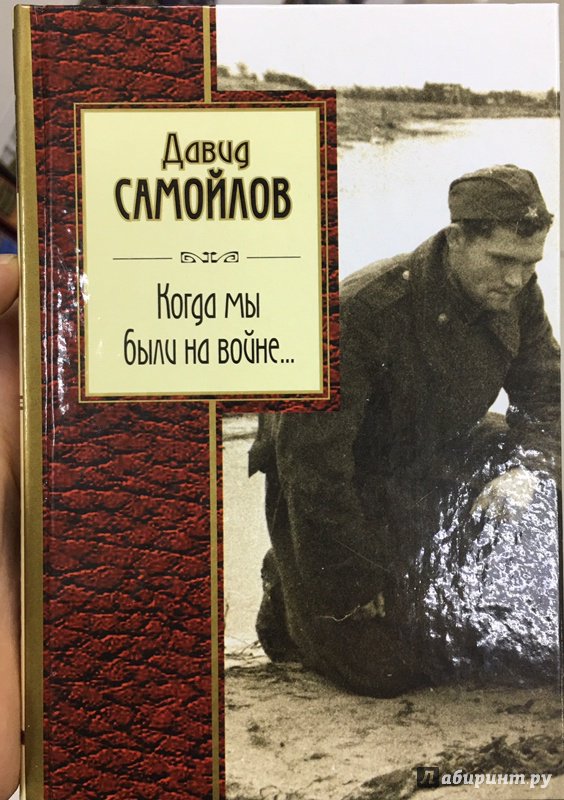 Давид
САМОЙЛОВ
Когда мы
были на войне...
Лабиринт.ру